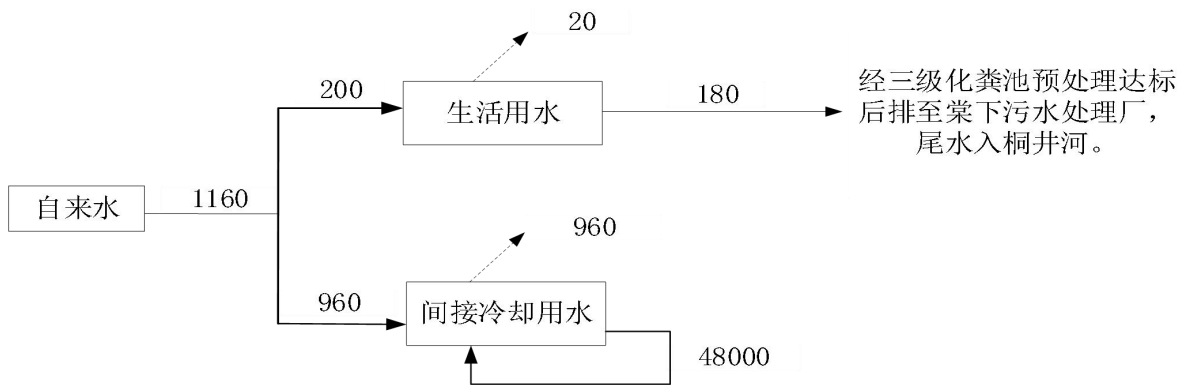 20
200
生活用水
180
经三级化粪池预处理达标
后排至棠下污水处理厂，
尾水入桐井河。
自来水
1160
960
960
间接冷却用水
48000